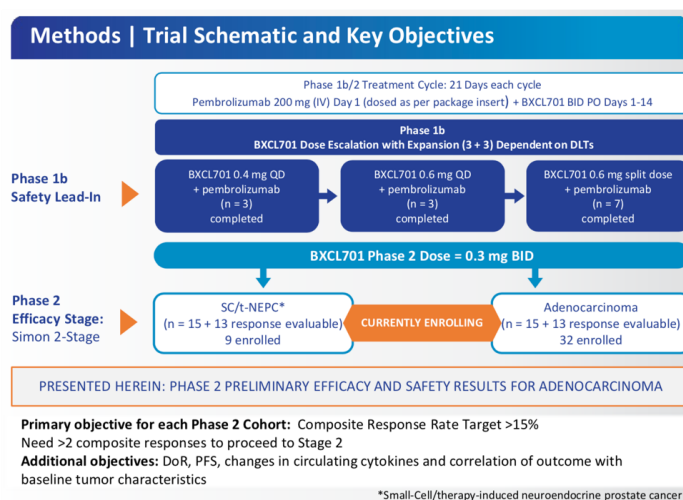 Methods | Trial Schematic and Key Objectives
Phase 1b/2 Treatment Cycle: 21 Days each cycle
Pembrolizumab 200 mg (IV) Day 1 (dosed as per package insert) + BXCL701 BID PO Days 1-14
Phase 1b
BXCL701 Dose Escalation with Expansion (3 + 3) Dependent on DLTs
Phase 1b
Safety Lead-In
BXCL701 0.4 mg QD
+ pembrolizumab
(n = 3)
completed
BXCL701 0.6 mg QD
+ pembrolizumab
(n = 3)
completed
BXCL701 0.6 mg split dose
+ pembrolizumab
(n = 7)
completed
BXCL701 Phase 2 Dose = 0.3 mg BID
Phase 2
Efficacy Stage:
Simon 2-Stage
SC/t-NEPC*
(n = 15 + 13 response evaluable)
9 enrolled
CURRENTLY ENROLLING
Adenocarcinoma
(n = 15 + 13 response evaluable)
32 enrolled
PRESENTED HEREIN: PHASE 2 PRELIMINARY EFFICACY AND SAFETY RESULTS FOR ADENOCARCINOMA
Primary objective for each Phase 2 Cohort: Composite Response Rate Target >15%
Need >2 composite responses to proceed to Stage 2
Additional objectives: DoR, PFS, changes in circulating cytokines and correlation of outcome with
baseline tumor characteristics
*Small-Cell/therapy-induced neuroendocrine prostate cancer